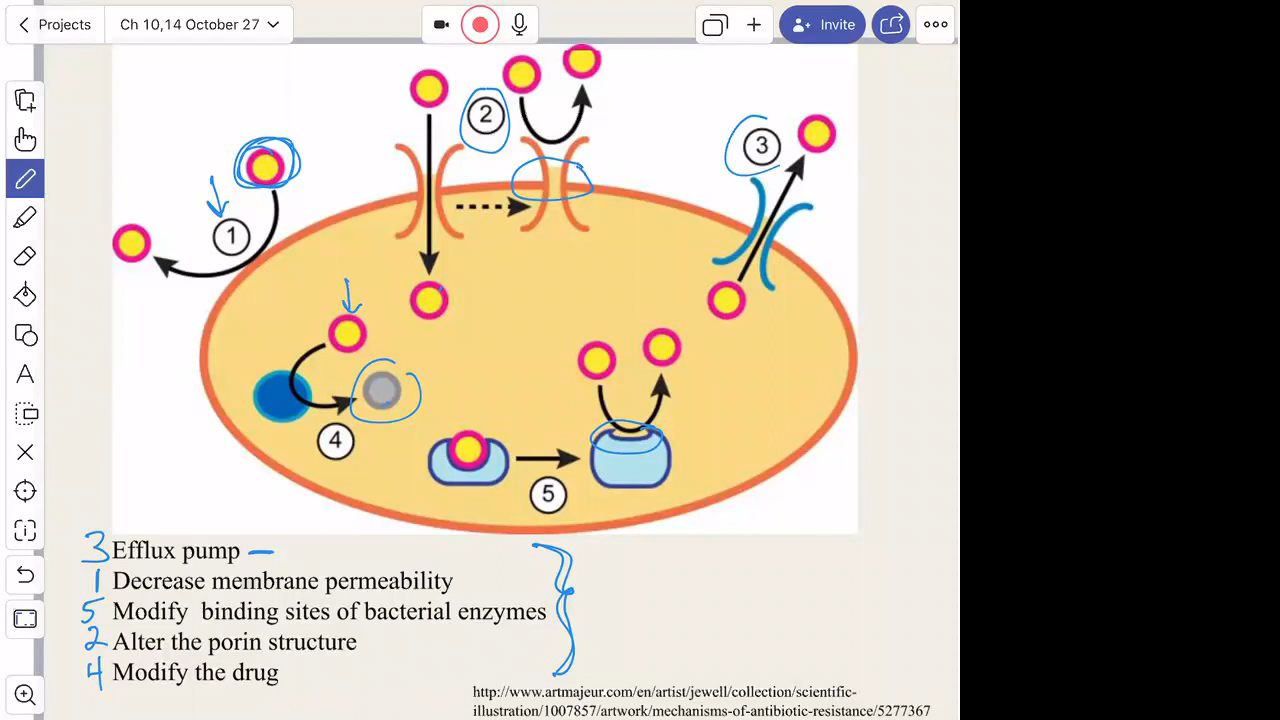 Projects
Ch 10,14 October 27
Invite
2
3
1
4
5
3 Efflux pump –
1 Decrease membrane permeability
5 Modify binding sites of bacterial enzymes
2 Alter the porin structure
4 Modify the drug
http://www.artmajeur.com/en/artist/jewell/collection/scientific-
illustration/1007857/artwork/mechanisms-of-antibiotic-resistance/5277367